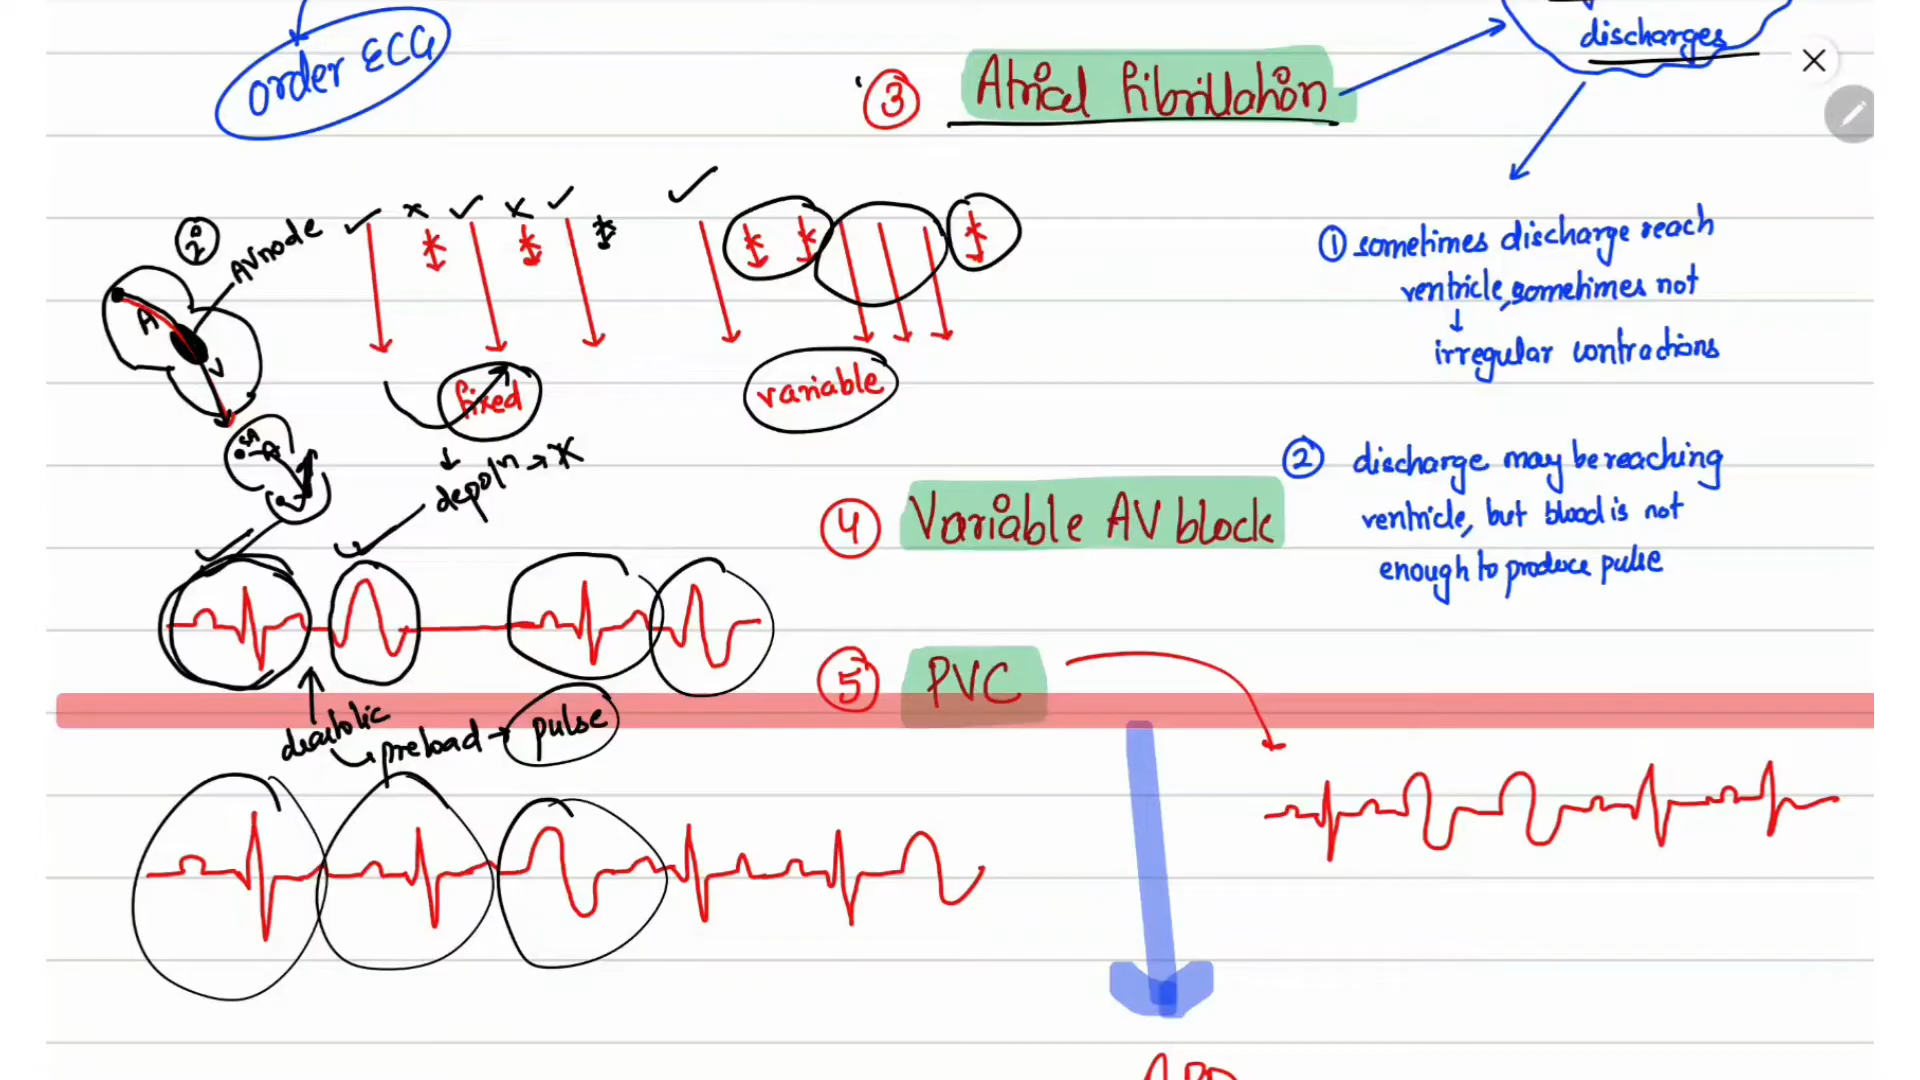 order ECG
discharges
③ Atrial fibrillation
AV node
2
A
V
fixed
variable
① sometimes discharge reach
ventricle, sometimes not
irregular contractions
SA
depolⁿ → x
② discharge may be reaching
ventricle, but blood is not
enough to produce pulse
④ Variable AV block
⑤ PVC
diastolic
preload → pulse